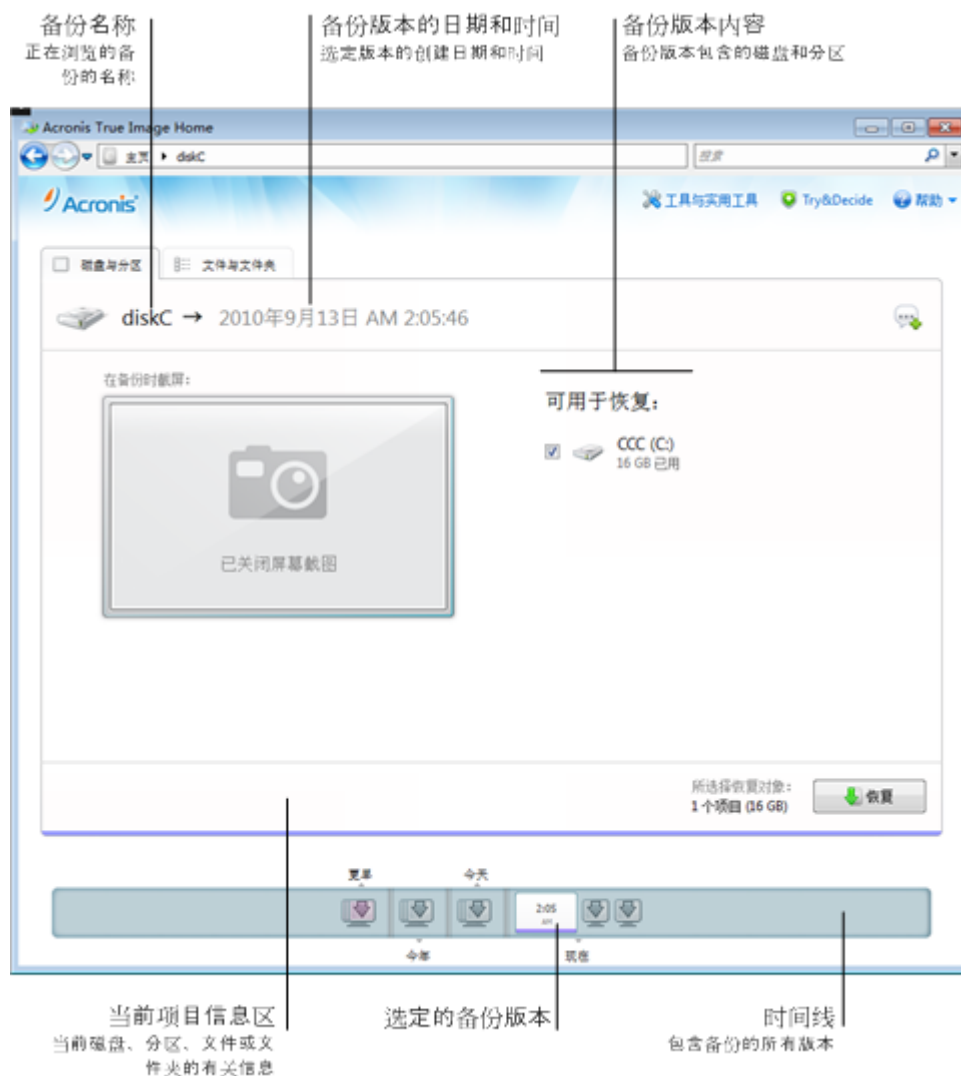 备份名称
正在浏览的备
份的名称
备份版本的日期和时间
选定版本的创建日期和时间
备份版本内容
备份版本包含的磁盘和分区
Acronis True Image Home
主页 ▸ diskC
搜索
Acronis
工具与实用工具
Try&Decide
帮助
磁盘与分区
文件与文件夹
diskC → 2010年9月13日 AM 2:05:46
在备份时截屏:
已关闭屏幕截图
可用于恢复:
CCC (C:)
16 GB 已用
所选择恢复对象:
1 个项目 (16 GB)
恢复
更早
今天
2:05
AM
今年
现在
当前项目信息区
当前磁盘、分区、文件或文
件夹的有关信息
选定的备份版本
时间线
包含备份的所有版本